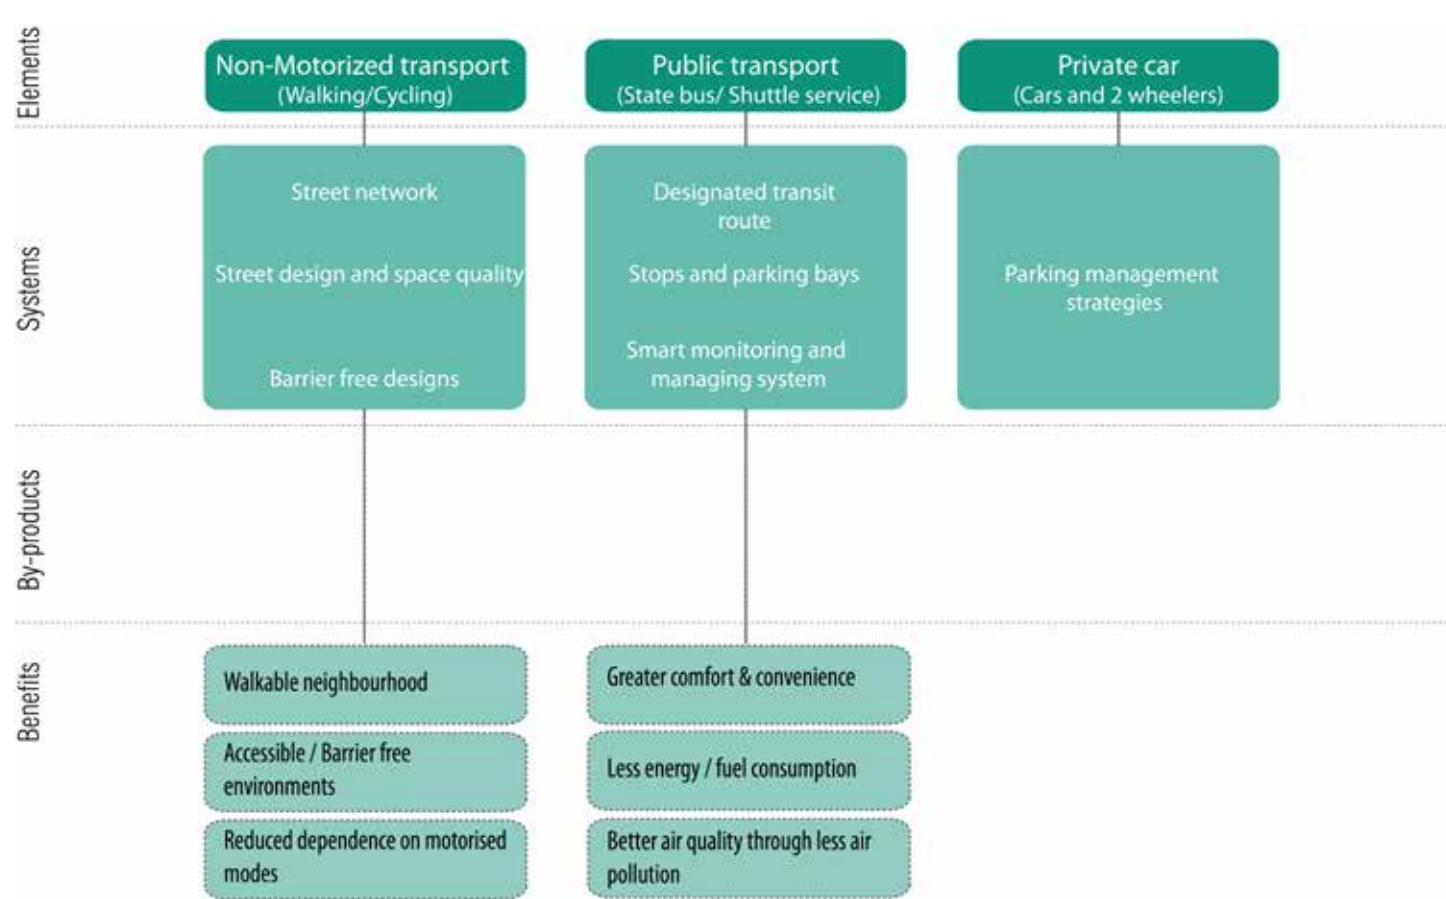 Elements
Non-Motorized transport
(Walking/Cycling)
Public transport
(State bus/ Shuttle service)
Private car
(Cars and 2 wheelers)
Systems
Street network
Street design and space quality
Barrier free designs
Designated transit
route
Stops and parking bays
Smart monitoring and
managing system
Parking management
strategies
By-products
Benefits
Walkable neighbourhood
Accessible / Barrier free
environments
Reduced dependence on motorised
modes
Greater comfort & convenience
Less energy / fuel consumption
Better air quality through less air
pollution